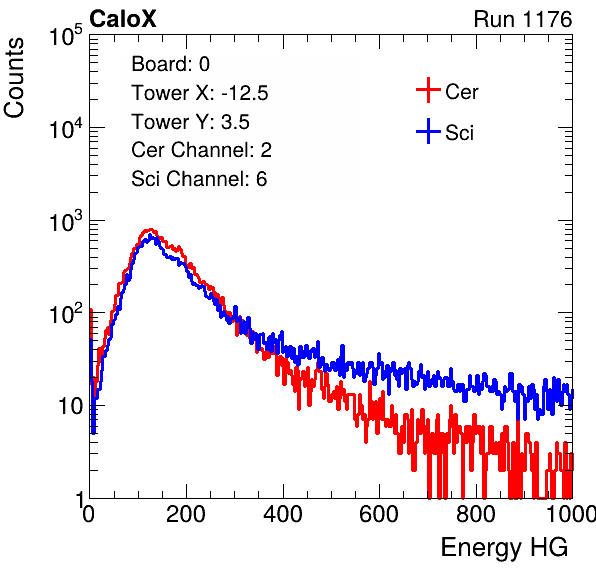 CaloX Run 1176
Counts
10^5
10^4
10^3
10^2
10
1
Board: 0
Tower X: -12.5
Tower Y: 3.5
Cer Channel: 2
Sci Channel: 6
Cer
Sci
0 200 400 600 800 1000
Energy HG